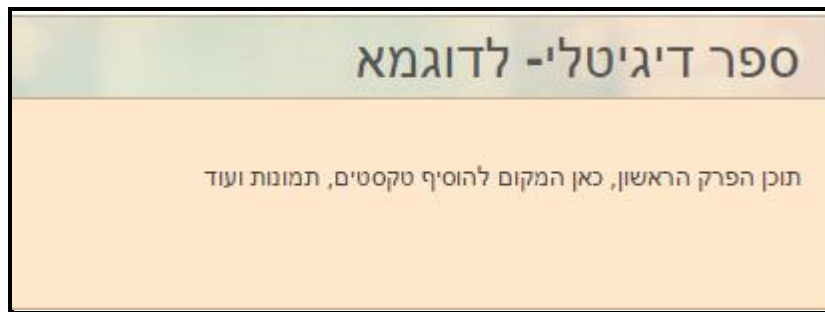 ספר דיגיטלי- לדוגמא
תוכן הפרק הראשון, כאן המקום להוסיף טקסטים, תמונות ועוד